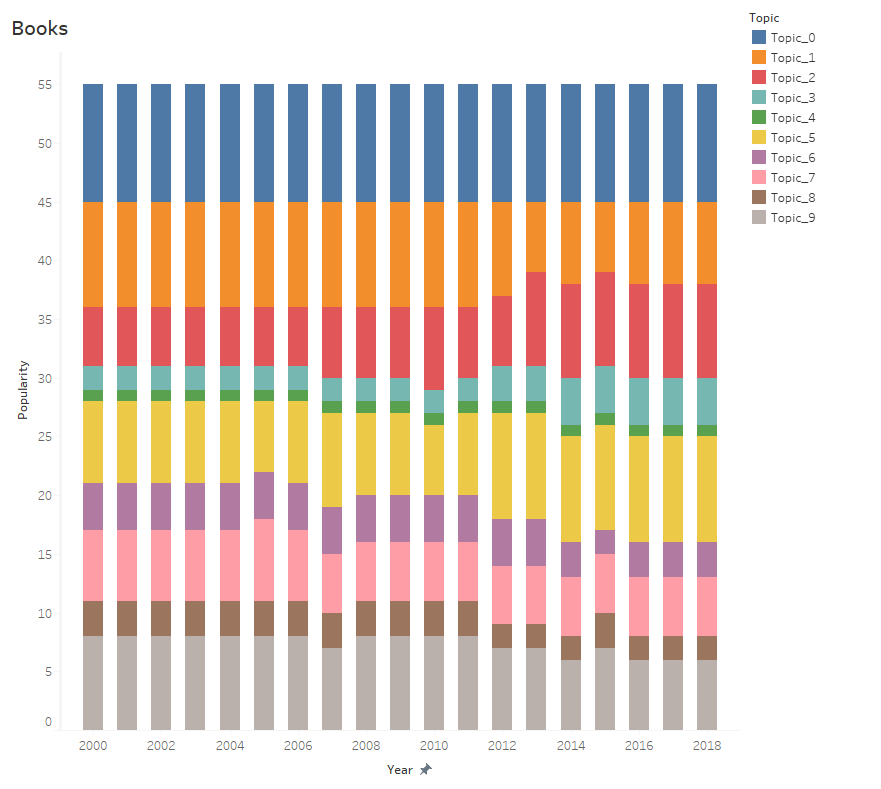 Books
Topic
Topic_0
Topic_1
Topic_2
Topic_3
Topic_4
Topic_5
Topic_6
Topic_7
Topic_8
Topic_9
Popularity
55
50
45
40
35
30
25
20
15
10
5
0
2000 2002 2004 2006 2008 2010 2012 2014 2016 2018
Year